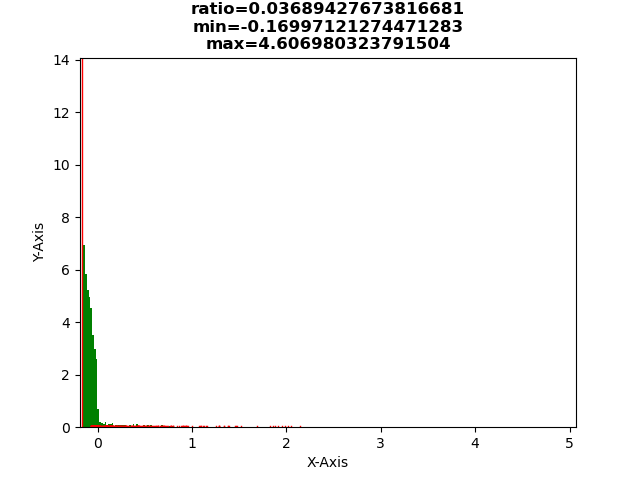 ratio=0.03689427673816681
min=-0.16997121274471283
max=4.606980323791504
14
12
10
8
6
4
2
0
Y-Axis
0 1 2 3 4 5
X-Axis